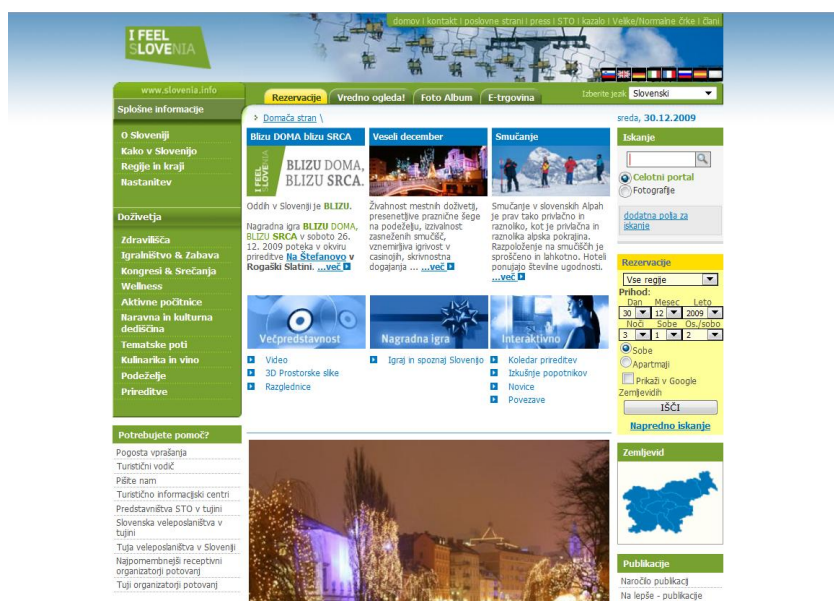 I FEEL
SLOVENIA
domov | kontakt | poslovne strani | press | STO | kazalo | Velike/Normalne črke | člani
www.slovenia.info
Rezervacije
Vredno ogleda!
Foto Album
E-trgovina
Izberite jezik
Slovenski
Splošne informacije
O Sloveniji
Kako v Slovenijo
Regije in kraji
Nastanitev
Doživetja
Zdravilišča
Igralništvo & Zabava
Kongresi & Srečanja
Wellness
Aktivne počitnice
Naravna in kulturna
dediščina
Tematske poti
Kulinarika in vino
Podeželje
Prireditve
Potrebujete pomoč?
Pogosta vprašanja
Turistični vodič
Pišite nam
Turistično informacijski centri
Predstavništva STO v tujini
Slovenska veleposlaništva v
tujini
Tuja veleposlaništva v Sloveniji
Najpomembnejši receptivni
organizatorji potovanj
Tuji organizatorji potovanj
> Domača stran \
Blizu DOMA blizu SRCA
I FEEL
SLOVENIA
BLIZU DOMA,
BLIZU SRCA.
Oddih v Sloveniji je BLIZU.
Nagradna igra BLIZU DOMA,
BLIZU SRCA v soboto 26.
12. 2009 poteka v okviru
prireditve Na Štefanovo v
Rogaški Slatini. ...več
Veseli december
Živahnost mestnih doživetij,
presenetljive praznične šege
na podeželju, izzivalnost
zasneženih smučišč,
vznemirljiva igrivost v
casinojih, skrivnostna
dogajanja ... ...več
Smučanje
Smučanje v slovenskih Alpah
je prav tako privlačno in
raznoliko, kot je privlačna in
raznolika alpska pokrajina.
Razpoloženje na smučiščih je
sproščeno in lahkotno. Hoteli
ponujajo številne ugodnosti.
...več
Večpredstavnost
Video
3D Prostorske slike
Razglednice
Nagradna igra
Igraj in spoznaj Slovenijo
Interaktivno
Koledar prireditev
Izkušnje popotnikov
Novice
Povezave
sreda, 30.12.2009
Iskanje
Celotni portal
Fotografije
dodatna polja za
iskanje
Rezervacije
Vse regije
Prihod:
Dan Mesec Leto
30 12 2009
Noči Sobe Os./sobo
3 1 2
Sobe
Apartmaji
Prikaži v Google
Zemljevidih
IŠČI
Napredno iskanje
Zemljevid
Publikacije
Naročilo publikacij
Na lepše - publikacije